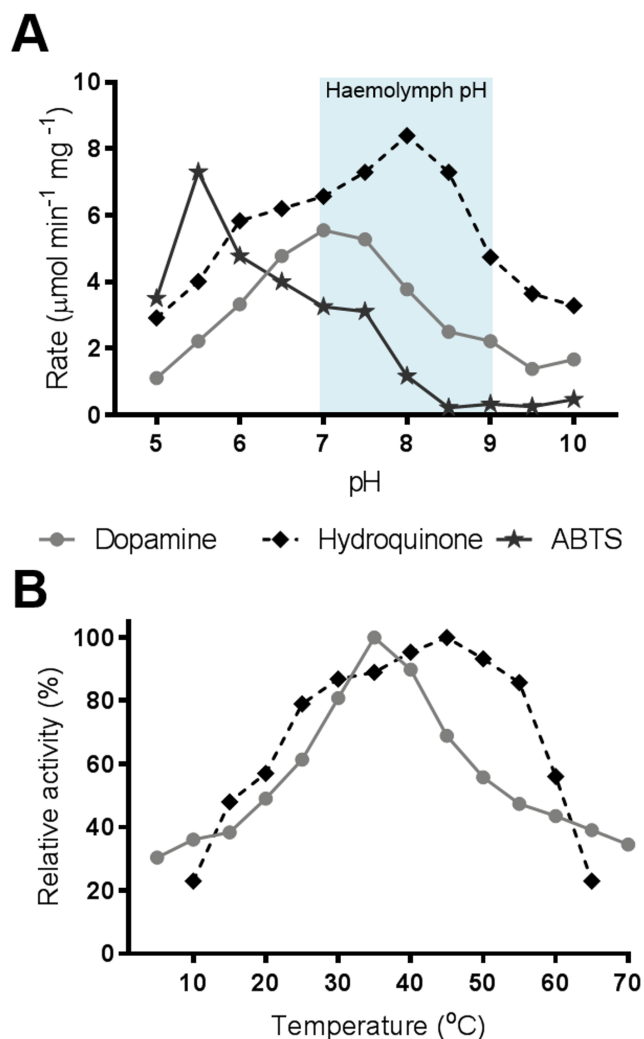 A
Haemolymph pH
Rate (µmol min⁻¹ mg ⁻¹)
10
8
6
4
2
0
5 6 7 8 9 10
pH
Dopamine Hydroquinone ABTS
B
Relative activity (%)
100
80
60
40
20
0
10 20 30 40 50 60 70
Temperature (⁰C)